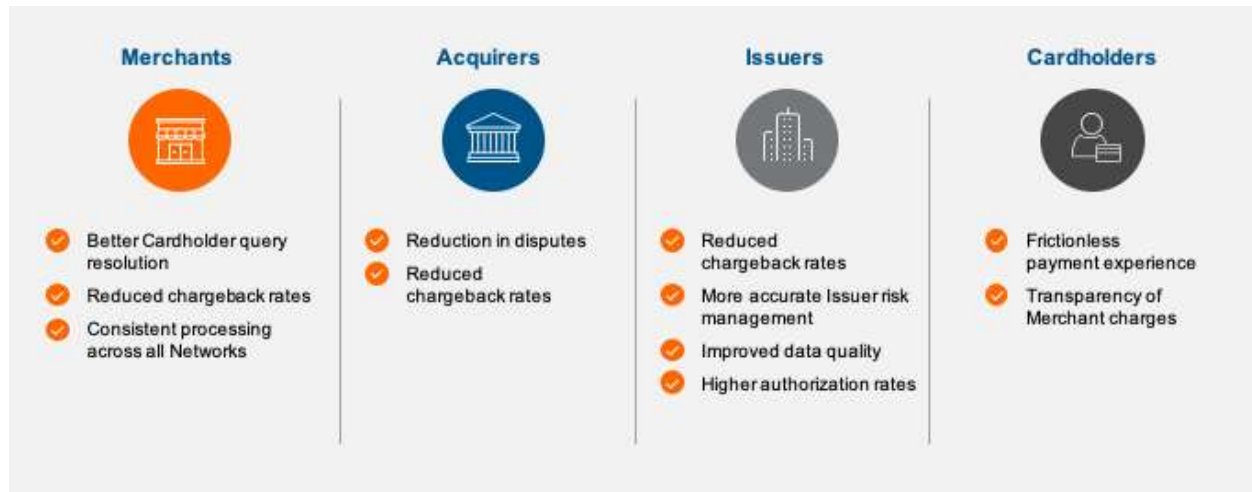 Merchants
Better Cardholder query
resolution
Reduced chargeback rates
Consistent processing
across all Networks
Acquirers
Reduction in disputes
Reduced
chargeback rates
Issuers
Reduced
chargeback rates
More accurate Issuer risk
management
Improved data quality
Higher authorization rates
Cardholders
Frictionless
payment experience
Transparency of
Merchant charges